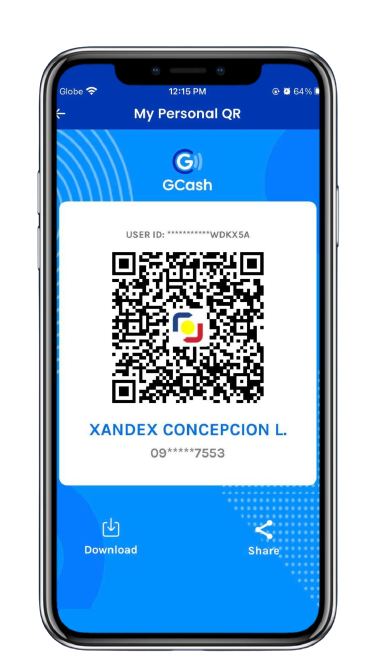 Globe 12:15 PM 64%
My Personal QR
G
GCash
USER ID: ***********WDKX5A
XANDEX CONCEPCION L.
09*****7553
Download Share